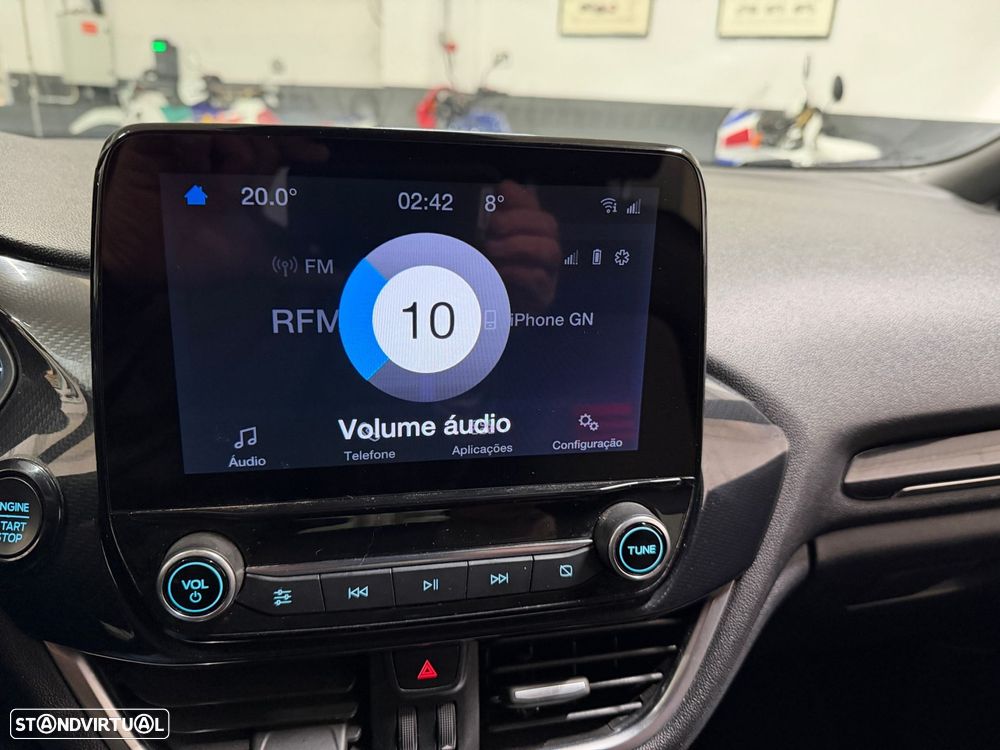 20.0° 02:42 8°
FM
RFM
10
iPhone GN
Volume áudio
Áudio
Telefone
Aplicações
Configuração
ENGINE
START
STOP
VOL
TUNE
STANDVIRTUAL